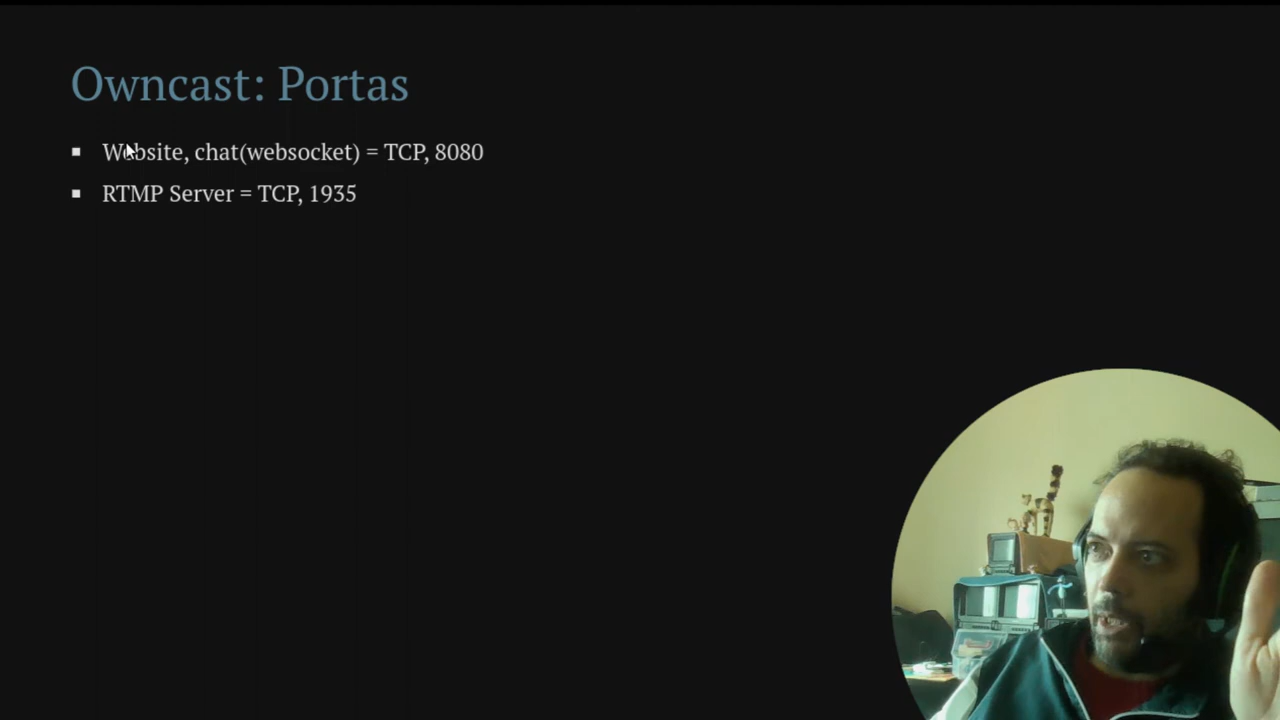 Owncast: Portas
Website, chat(websocket) = TCP, 8080
RTMP Server = TCP, 1935